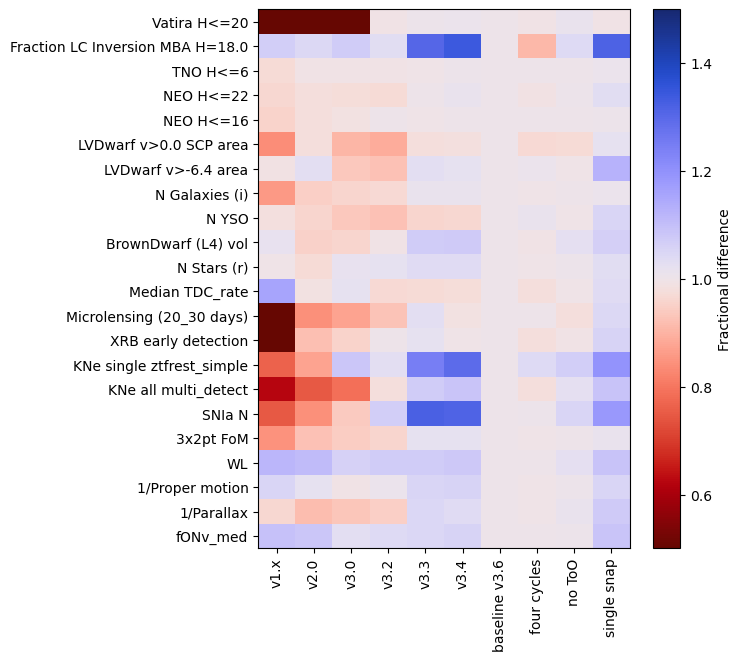 Vatira H<=20
Fraction LC Inversion MBA H=18.0
TNO H<=6
NEO H<=22
NEO H<=16
LVDwarf v>0.0 SCP area
LVDwarf v>-6.4 area
N Galaxies (i)
N YSO
BrownDwarf (L4) vol
N Stars (r)
Median TDC_rate
Microlensing (20_30 days)
XRB early detection
KNe single ztfrest_simple
KNe all multi_detect
SNIa N
3x2pt FoM
WL
1/Proper motion
1/Parallax
fONv_med
v1.x
v2.0
v3.0
v3.2
v3.3
v3.4
baseline v3.6
four cycles
no ToO
single snap
1.4
1.2
1.0
0.8
0.6
Fractional difference